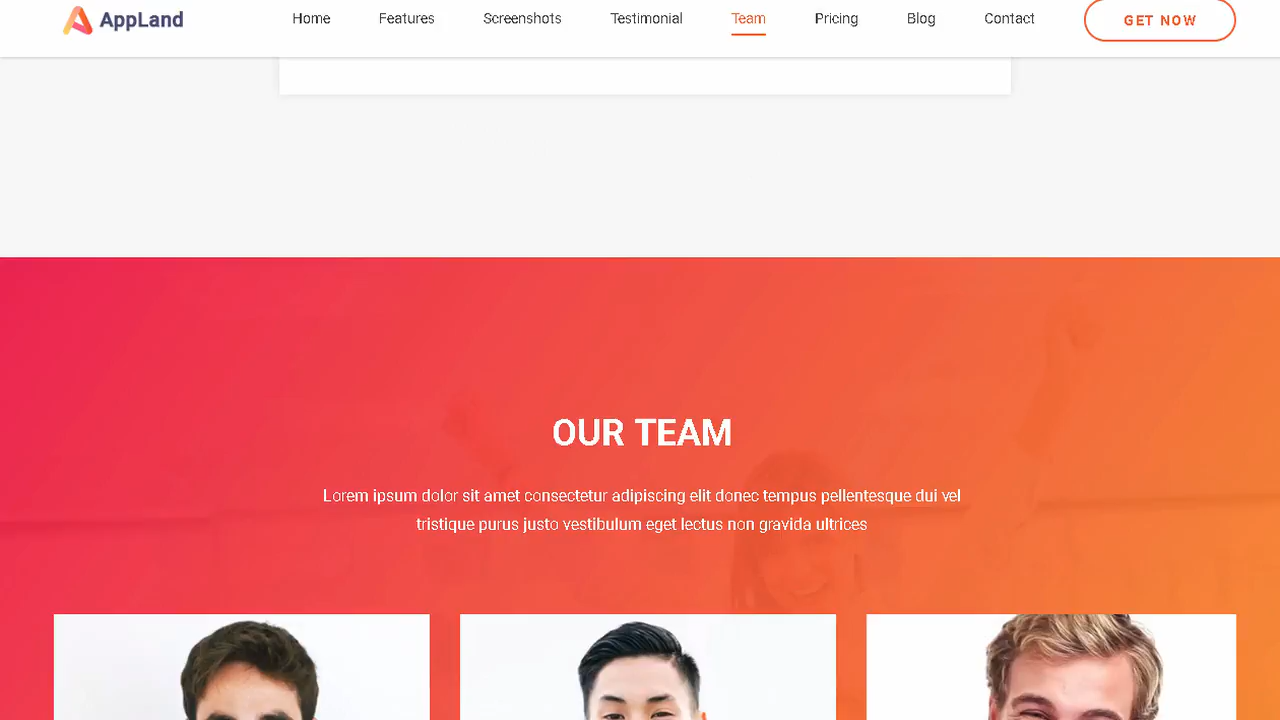 AppLand
Home Features Screenshots Testimonial Team Pricing Blog Contact GET NOW
OUR TEAM
Lorem ipsum dolor sit amet consectetur adipiscing elit donec tempus pellentesque dui vel
tristique purus justo vestibulum eget lectus non gravida ultrices